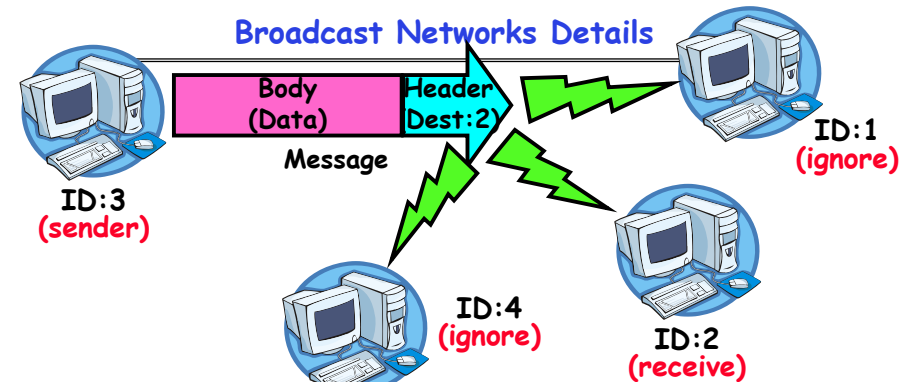 Broadcast Networks Details
Body
(Data)
Header
(Dest:2)
Message
ID:1
(ignore)
ID:3
(sender)
ID:4
(ignore)
ID:2
(receive)